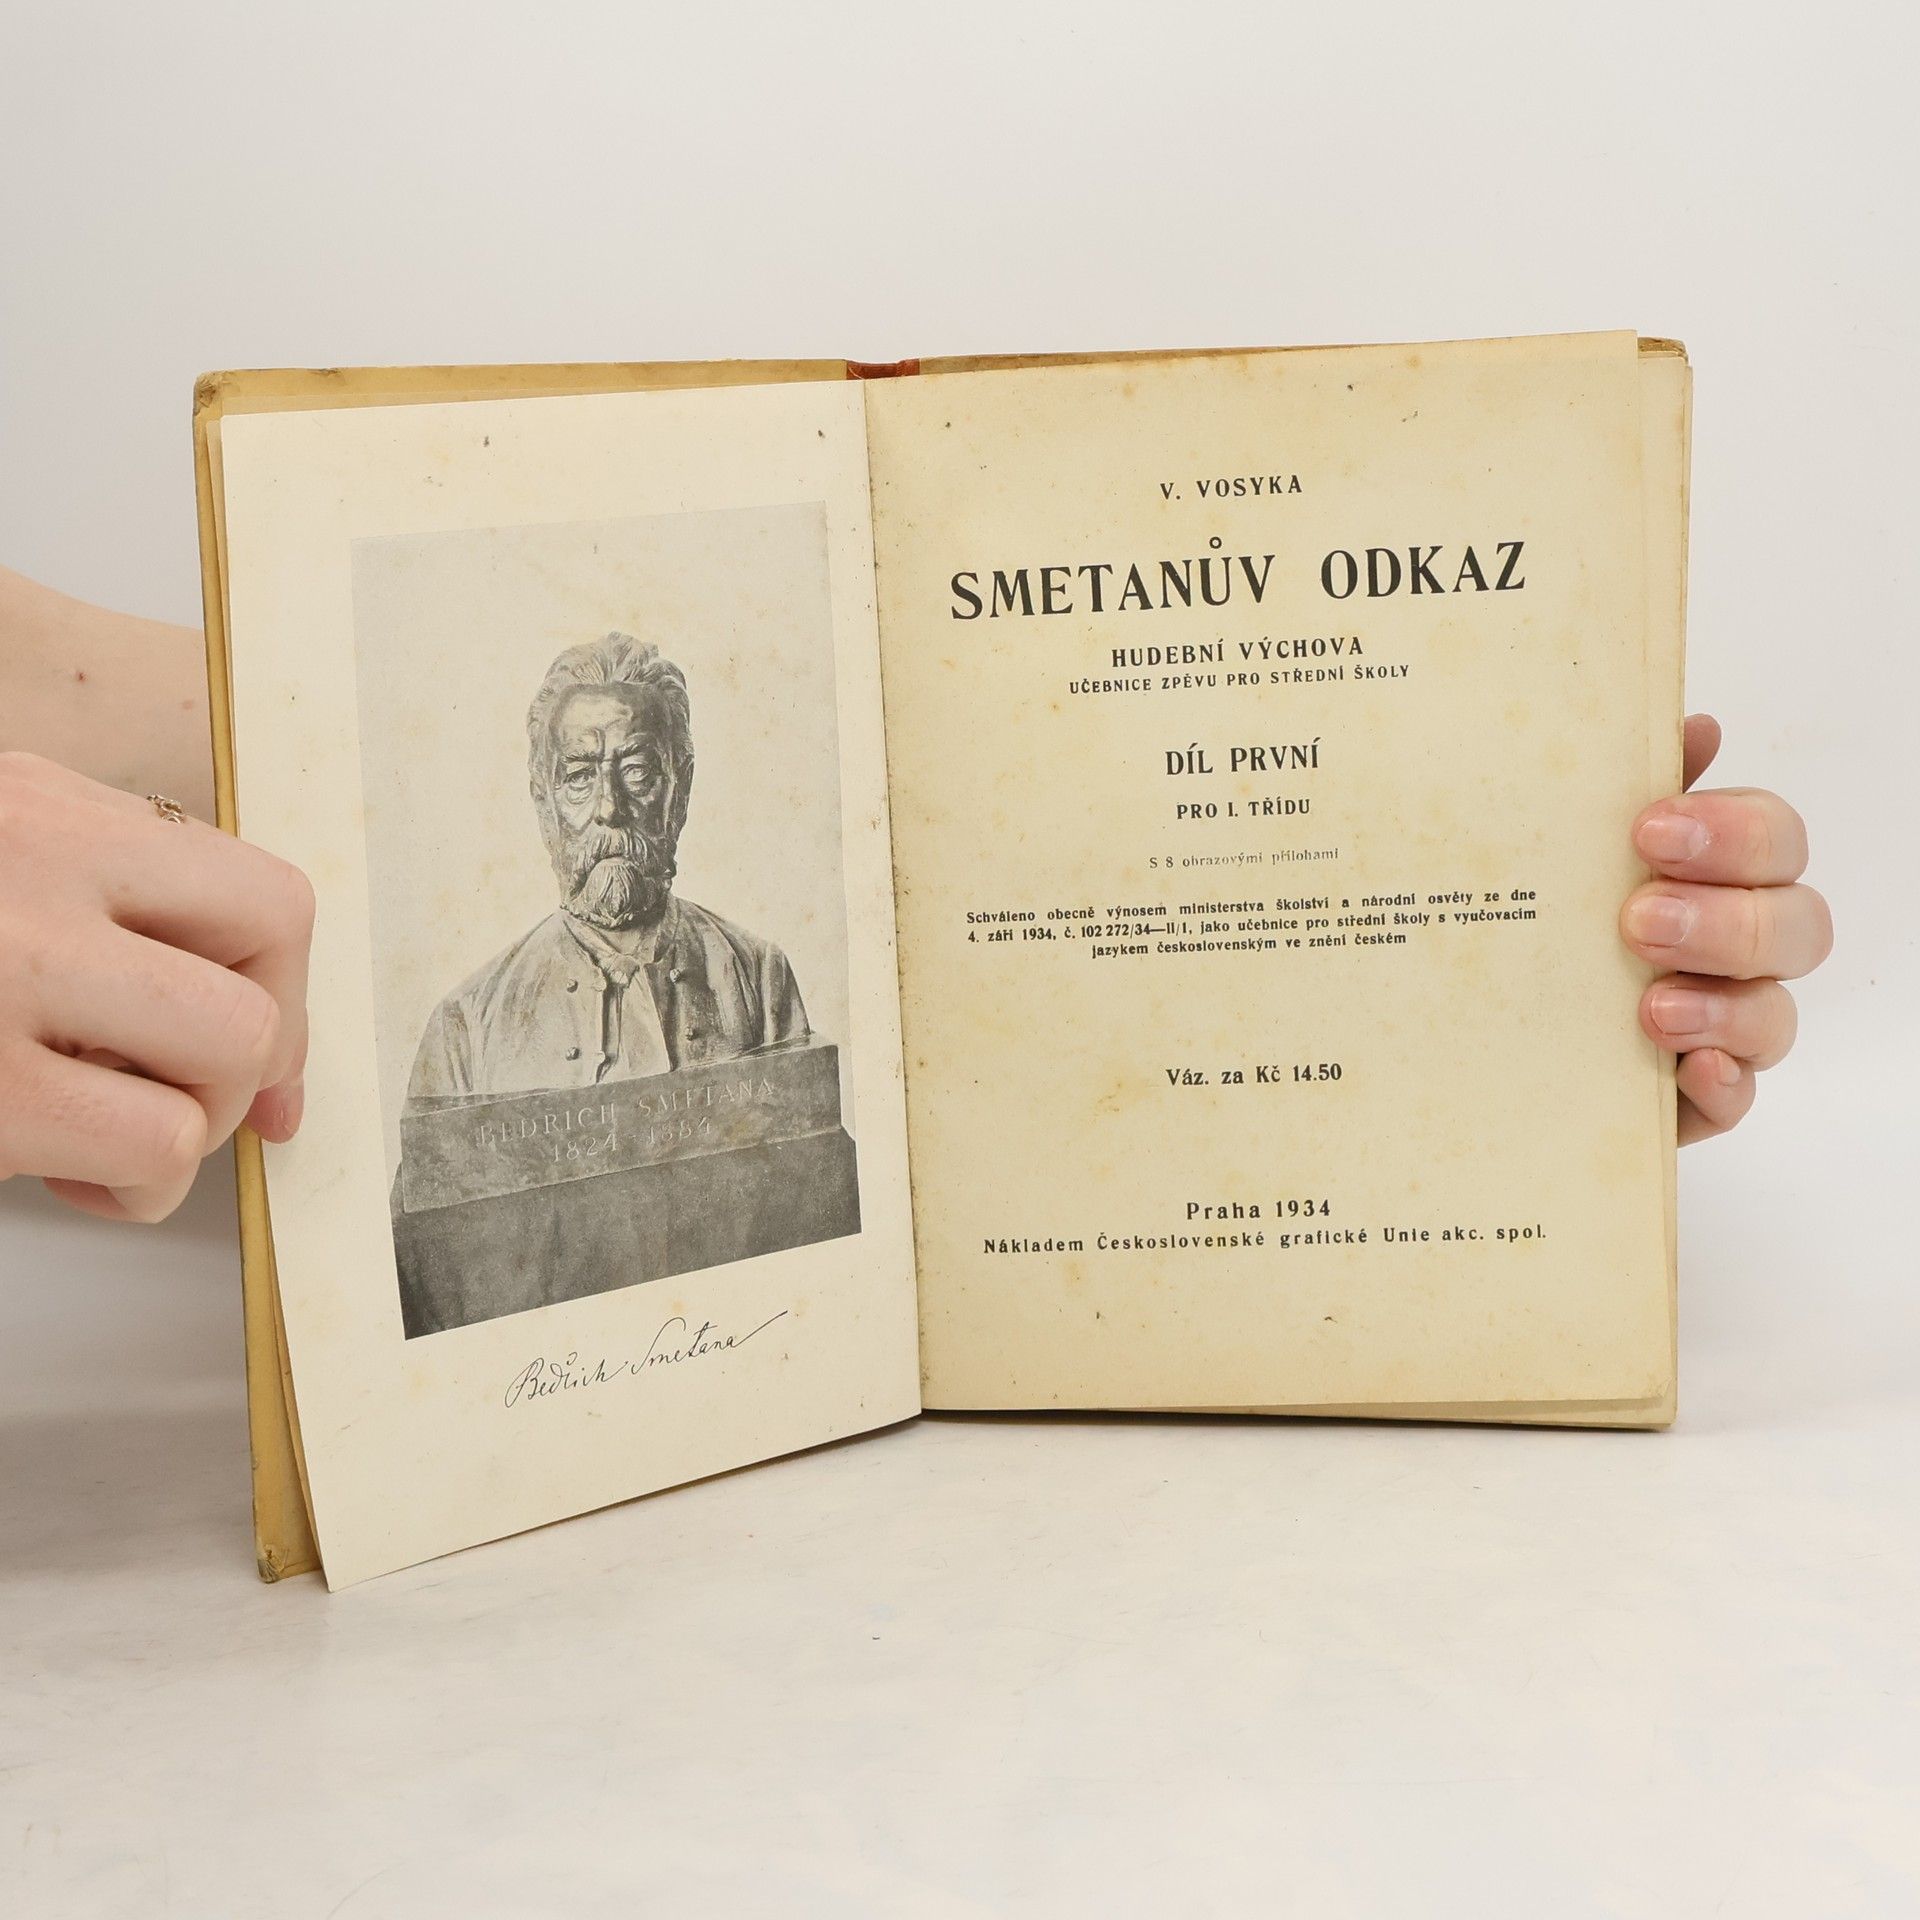 BEDRICH SMETANA
1824-1884
Bedřich Smetana
V. VOSYKA
SMETANŮV ODKAZ
HUDEBNÍ VÝCHOVA
UČEBNICE ZPĚVU PRO STŘEDNÍ ŠKOLY
DÍL PRVNÍ
PRO I. TŘÍDU
S 8 obrazovými přílohami
Schváleno obecně výnosem ministerstva školství a národní osvěty ze dne
4. září 1934, č. 102 272/34—II/1, jako učebnice pro střední školy s vyučovacím
jazykem československým ve znění českém
Váz. za Kč 14.50
Praha 1934
Nákladem Československé grafické Unie akc. spol.